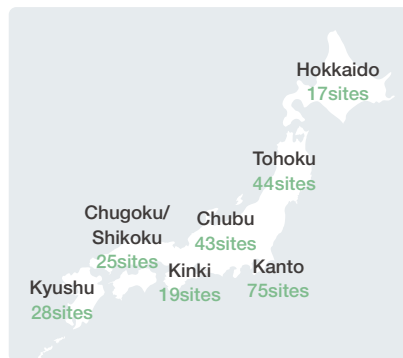 Hokkaido
17sites
Tohoku
44sites
Chugoku/
Shikoku
25sites
Chubu
43sites
Kinki
19sites
Kanto
75sites
Kyushu
28sites